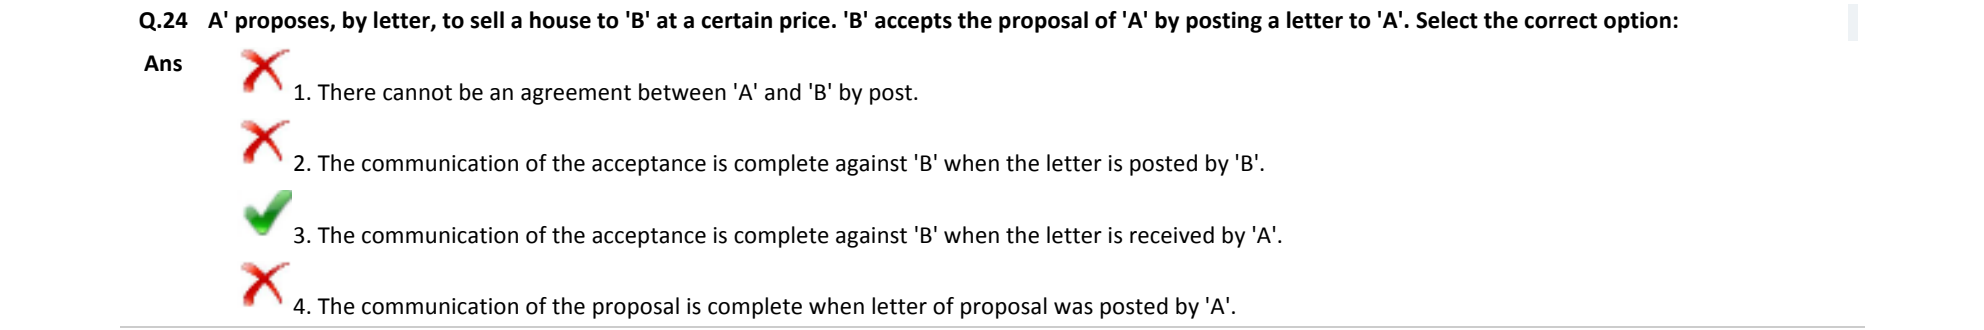 Q.24 A' proposes, by letter, to sell a house to 'B' at a certain price. 'B' accepts the proposal of 'A' by posting a letter to 'A'. Select the correct option:
Ans
1. There cannot be an agreement between 'A' and 'B' by post.
2. The communication of the acceptance is complete against 'B' when the letter is posted by 'B'.
3. The communication of the acceptance is complete against 'B' when the letter is received by 'A'.
4. The communication of the proposal is complete when letter of proposal was posted by 'A'.